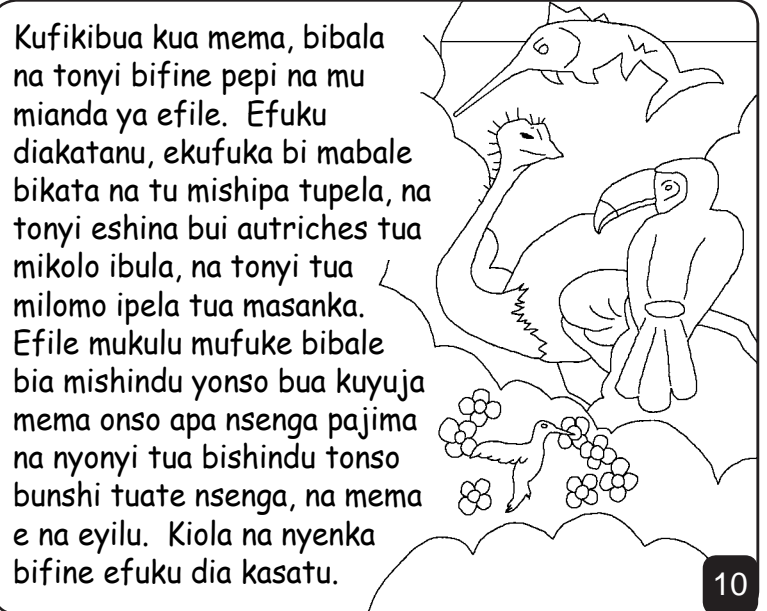 Kufikibua kua mema, bibala
na tonyi bifine pepi na mu
mianda ya efile. Efuku
diakatanu, ekufuka bi mabale
bikata na tu mishipa tupela, na
tonyi eshina bui autriches tua
mikolo ibula, na tonyi tua
milomo ipela tua masanka.
Efile mukulu mufuke bibale
bia mishindu yonso bua kuyuja
mema onso apa nsenga pajima
na nyonyi tua bishindu tonso
bunshi tuate nsenga, na mema
e na eyilu. Kiola na nyenka
bifine efuku dia kasatu.
10